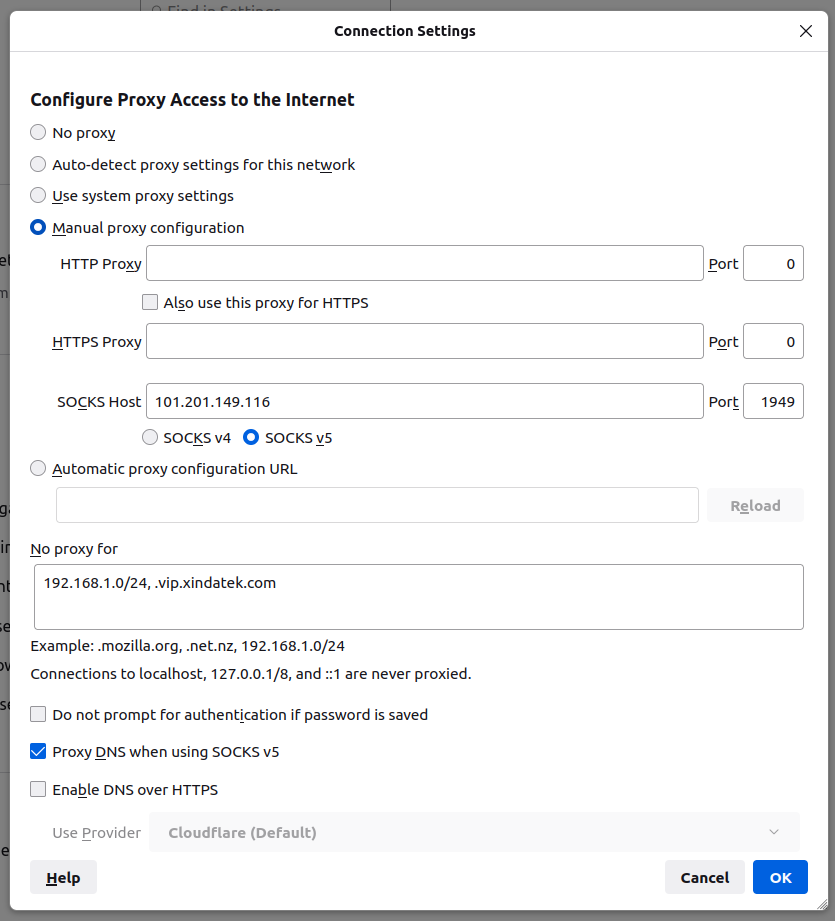 Find in Settings
Connection Settings
Configure Proxy Access to the Internet
No proxy
Auto-detect proxy settings for this network
Use system proxy settings
Manual proxy configuration
HTTP Proxy Port 0
Also use this proxy for HTTPS
HTTPS Proxy Port 0
SOCKS Host 101.201.149.116 Port 1949
SOCKS v4 SOCKS v5
Automatic proxy configuration URL
Reload
No proxy for
192.168.1.0/24, .vip.xindatek.com
Example: .mozilla.org, .net.nz, 192.168.1.0/24
Connections to localhost, 127.0.0.1/8, and ::1 are never proxied.
Do not prompt for authentication if password is saved
Proxy DNS when using SOCKS v5
Enable DNS over HTTPS
Use Provider Cloudflare (Default)
Help Cancel OK